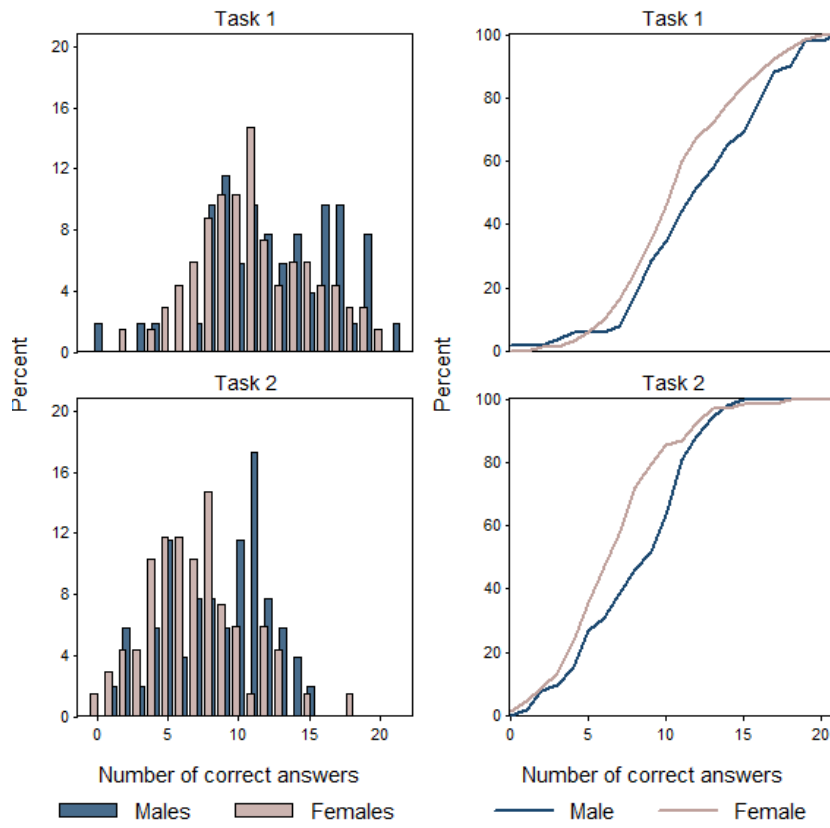 Task 1
20
16
12
8
4
0
Task 1
100
80
60
40
20
0
Percent
Percent
Task 2
20
16
12
8
4
0
0 5 10 15 20
Task 2
100
80
60
40
20
0
0 5 10 15 20
Number of correct answers
Number of correct answers
Males Females
Male Female